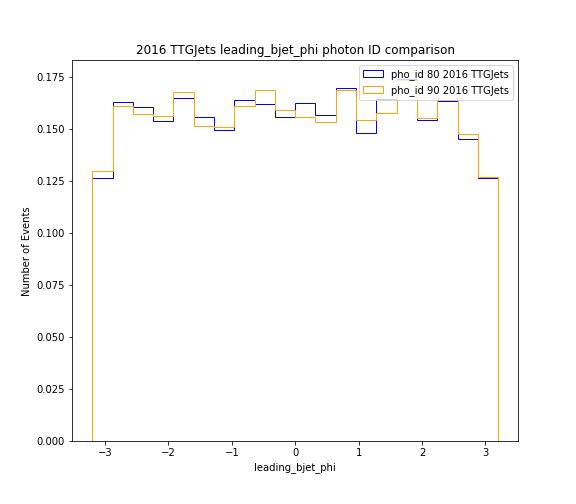 2016 TTGJets leading_bjet_phi photon ID comparison
pho_id 80 2016 TTGJets
pho_id 90 2016 TTGJets
Number of Events
0.175
0.150
0.125
0.100
0.075
0.050
0.025
0.000
−3 −2 −1 0 1 2 3
leading_bjet_phi